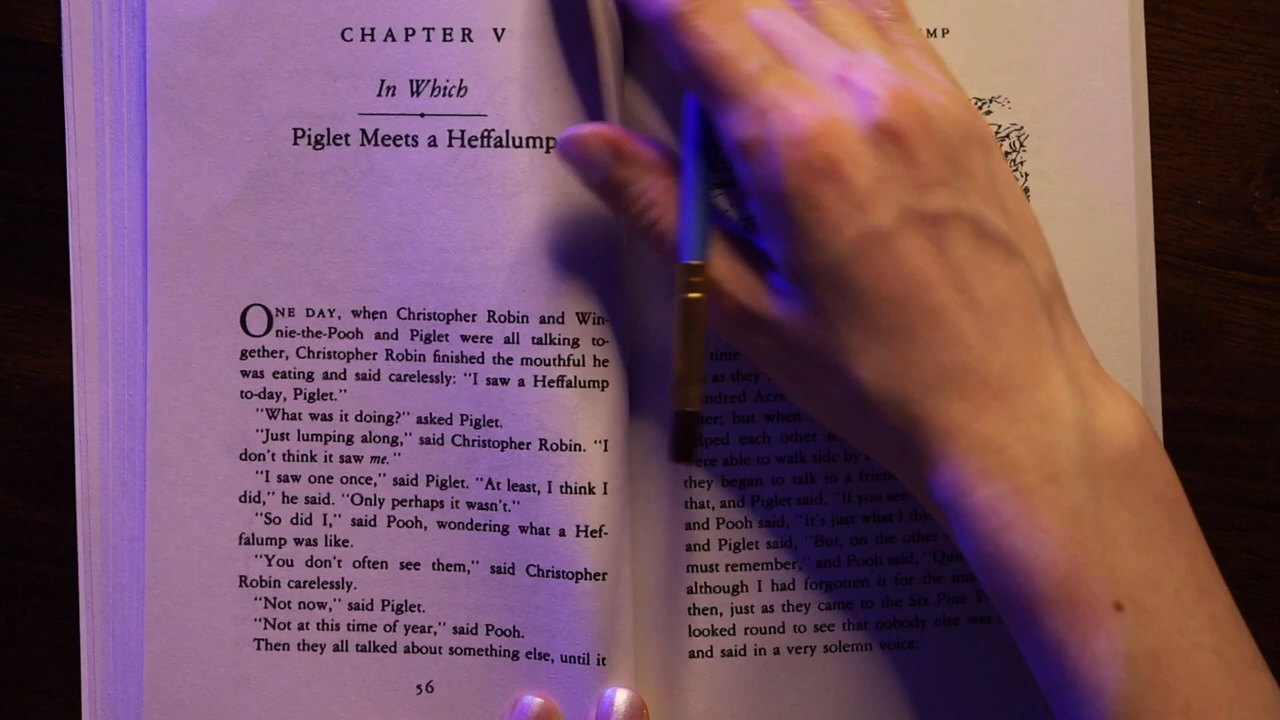 CHAPTER V
In Which
Piglet Meets a Heffalump
ONE DAY, when Christopher Robin and Win-
nie-the-Pooh and Piglet were all talking to-
gether, Christopher Robin finished the mouthful he
was eating and said carelessly: "I saw a Heffalump
to-day, Piglet."
"What was it doing?" asked Piglet.
"Just lumping along," said Christopher Robin. "I
don't think it saw me."
"I saw one once," said Piglet. "At least, I think I
did," he said. "Only perhaps it wasn't."
"So did I," said Pooh, wondering what a Hef-
falump was like.
"You don't often see them," said Christopher
Robin carelessly.
"Not now," said Piglet.
"Not at this time of year," said Pooh.
Then they all talked about something else, until it
56
MP
time
as they
ndred Acre
her; but when
elped each other
ere able to walk side by
they began to talk in a frien
that, and Piglet said, "If you see
and Pooh said, "It's just what I thi
and Piglet said, "But, on the other
must remember," and Pooh said, "Qui
although I had forgotten it for the mo
then, just as they came to the Six Pine T
looked round to see that nobody else was
and said in a very solemn voice: